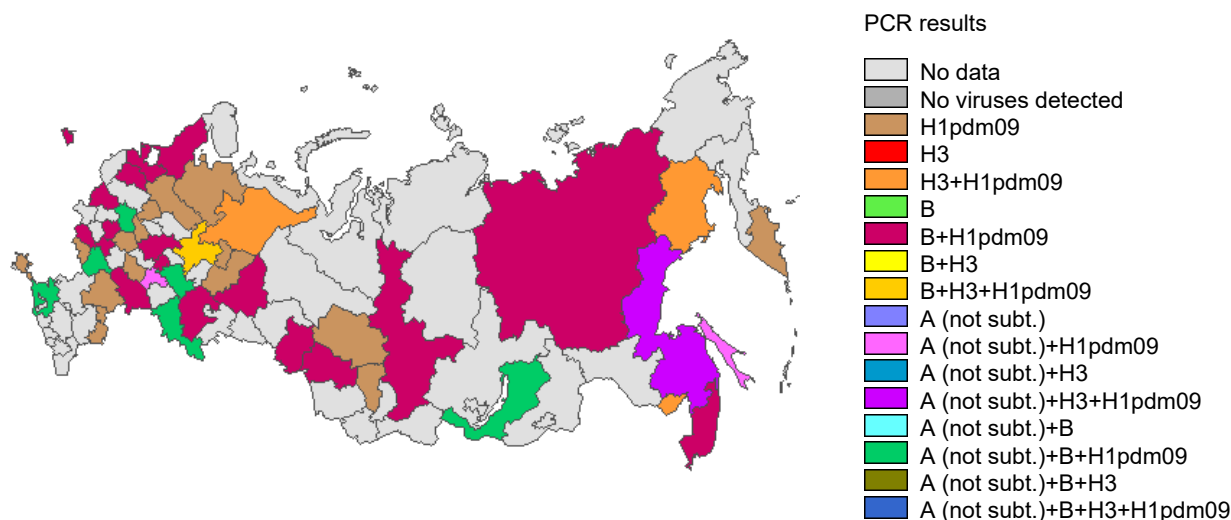 PCR results
No data
No viruses detected
H1pdm09
H3
H3+H1pdm09
B
B+H1pdm09
B+H3
B+H3+H1pdm09
A (not subt.)
A (not subt.)+H1pdm09
A (not subt.)+H3
A (not subt.)+H3+H1pdm09
A (not subt.)+B
A (not subt.)+B+H1pdm09
A (not subt.)+B+H3
A (not subt.)+B+H3+H1pdm09